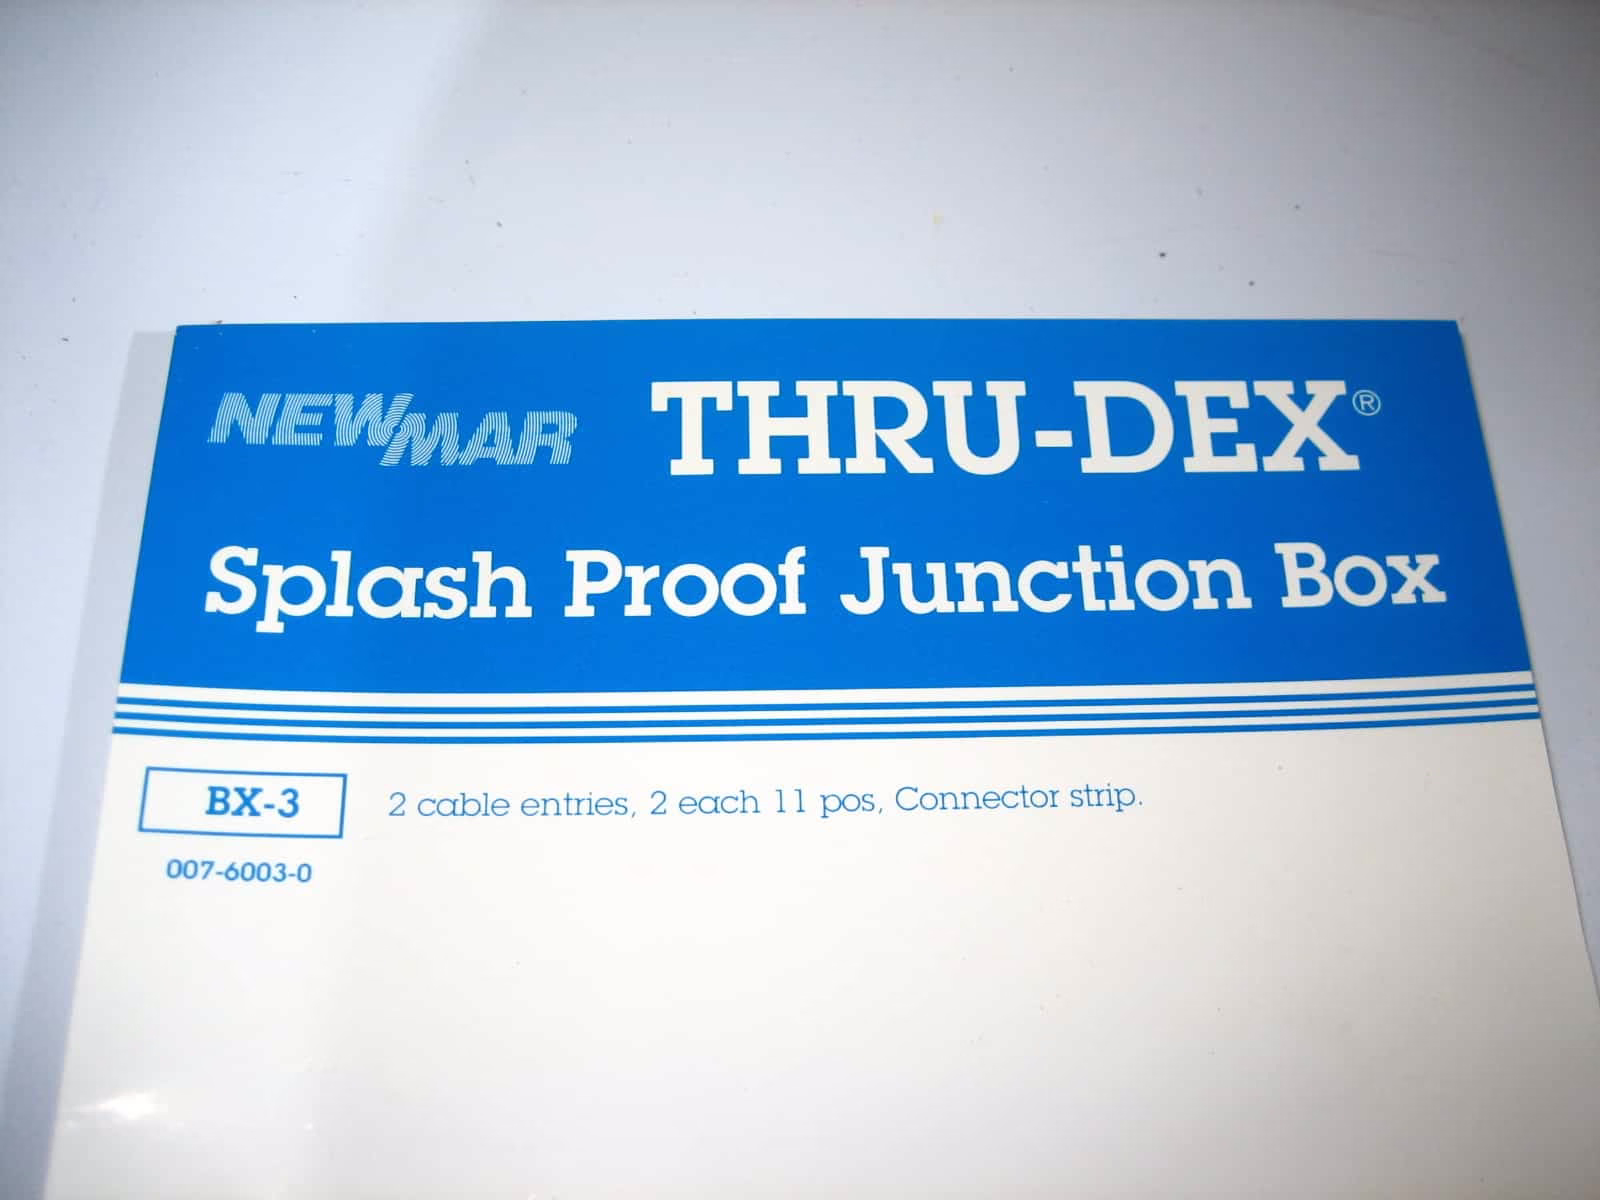 NEWMAR THRU-DEX®
Splash Proof Junction Box
BX-3 2 cable entries, 2 each 11 pos, Connector strip.
007-6003-0